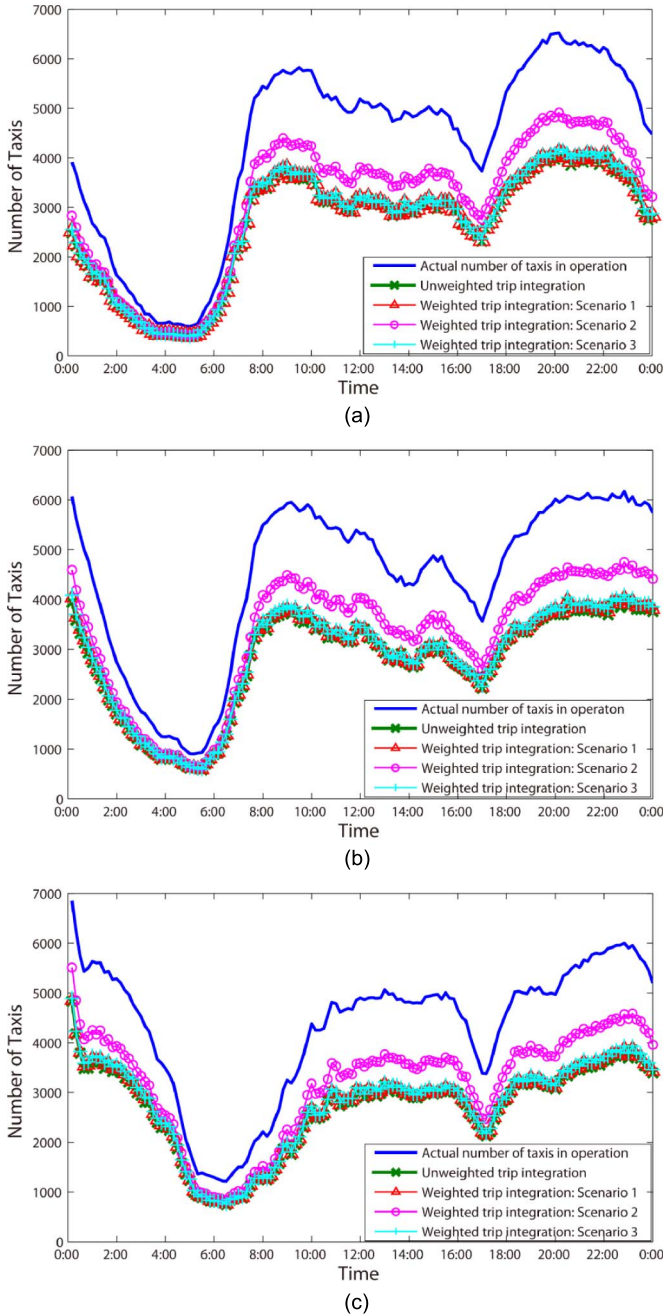 7000
6000
5000
4000
3000
2000
1000
0
Number of Taxis
Actual number of taxis in operation
Unweighted trip integration
Weighted trip integration: Scenario 1
Weighted trip integration: Scenario 2
Weighted trip integration: Scenario 3
0:00 2:00 4:00 6:00 8:00 10:00 12:00 14:00 16:00 18:00 20:00 22:00 0:00
Time
(a)
7000
6000
5000
4000
3000
2000
1000
0
Number of Taxis
Actual number of taxis in operaton
Unweighted trip integration
Weighted trip integration: Scenario 1
Weighted trip integration: Scenario 2
Weighted trip integration: Scenario 3
0:00 2:00 4:00 6:00 8:00 10:00 12:00 14:00 16:00 18:00 20:00 22:00 0:00
Time
(b)
7000
6000
5000
4000
3000
2000
1000
0
Number of Taxis
Actual number of taxis in operation
Unweighted trip integration
Weighted trip integration: Scenario 1
Weighted trip integration: Scenario 2
Weighted trip integration: Scenario 3
0:00 2:00 4:00 6:00 8:00 10:00 12:00 14:00 16:00 18:00 20:00 22:00 0:00
Time
(c)